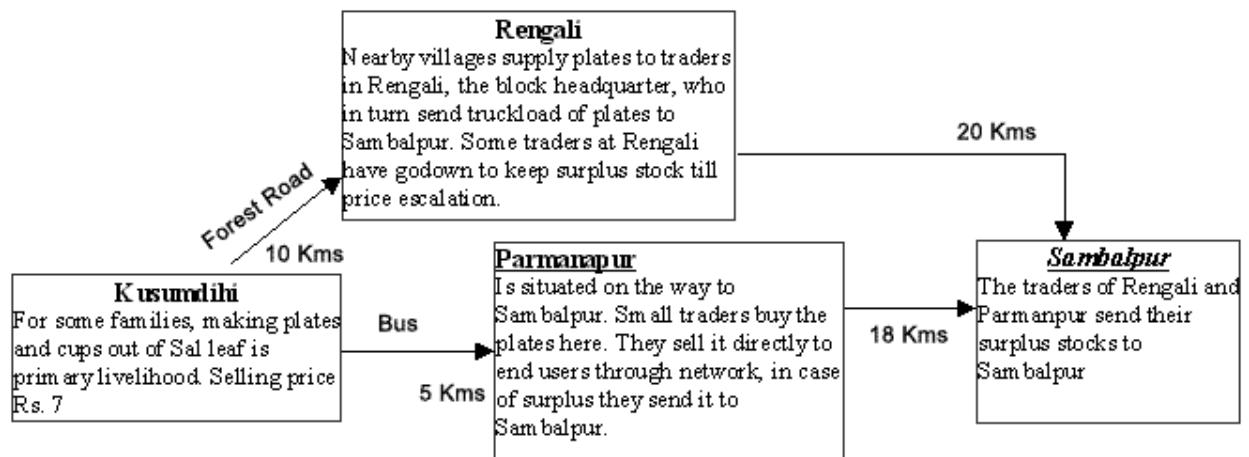 Rengali
Nearby villages supply plates to traders
in Rengali, the block headquarter, who
in turn send truckload of plates to
Sambalpur. Some traders at Rengali
have godown to keep surplus stock till
price escalation.
20 Kms
Forest Road
10 Kms
Kusumdihi
For some families, making plates
and cups out of Sal leaf is
primary livelihood. Selling price
Rs. 7
Bus
5 Kms
Parmanapur
Is situated on the way to
Sambalpur. Small traders buy the
plates here. They sell it directly to
end users through network, in case
of surplus they send it to
Sambalpur.
18 Kms
Sambalpur
The traders of Rengali and
Parmanpur send their
surplus stocks to
Sambalpur